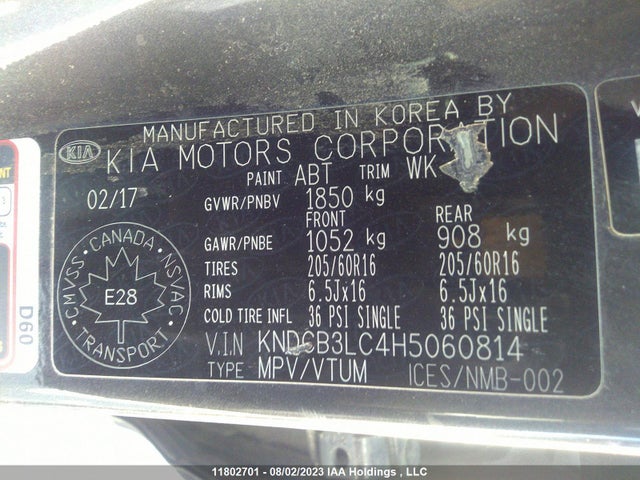 MANUFACTURED IN KOREA BY
KIA
KIA MOTORS CORPORATION
PAINT ABT TRIM WK
02/17
GVWR/PNBV 1850 kg
FRONT REAR
GAWR/PNBE 1052 kg 908 kg
TIRES 205/60R16 205/60R16
RIMS 6.5Jx16 6.5Jx16
COLD TIRE INFL 36 PSI SINGLE 36 PSI SINGLE
V.I.N KNDCB3LC4H5060814
TYPE MPV/VTUM ICES/NMB-002
CMVSS · CANADA · NSVAC
E28
TRANSPORT
D60
11802701 - 08/02/2023 IAA Holdings , LLC